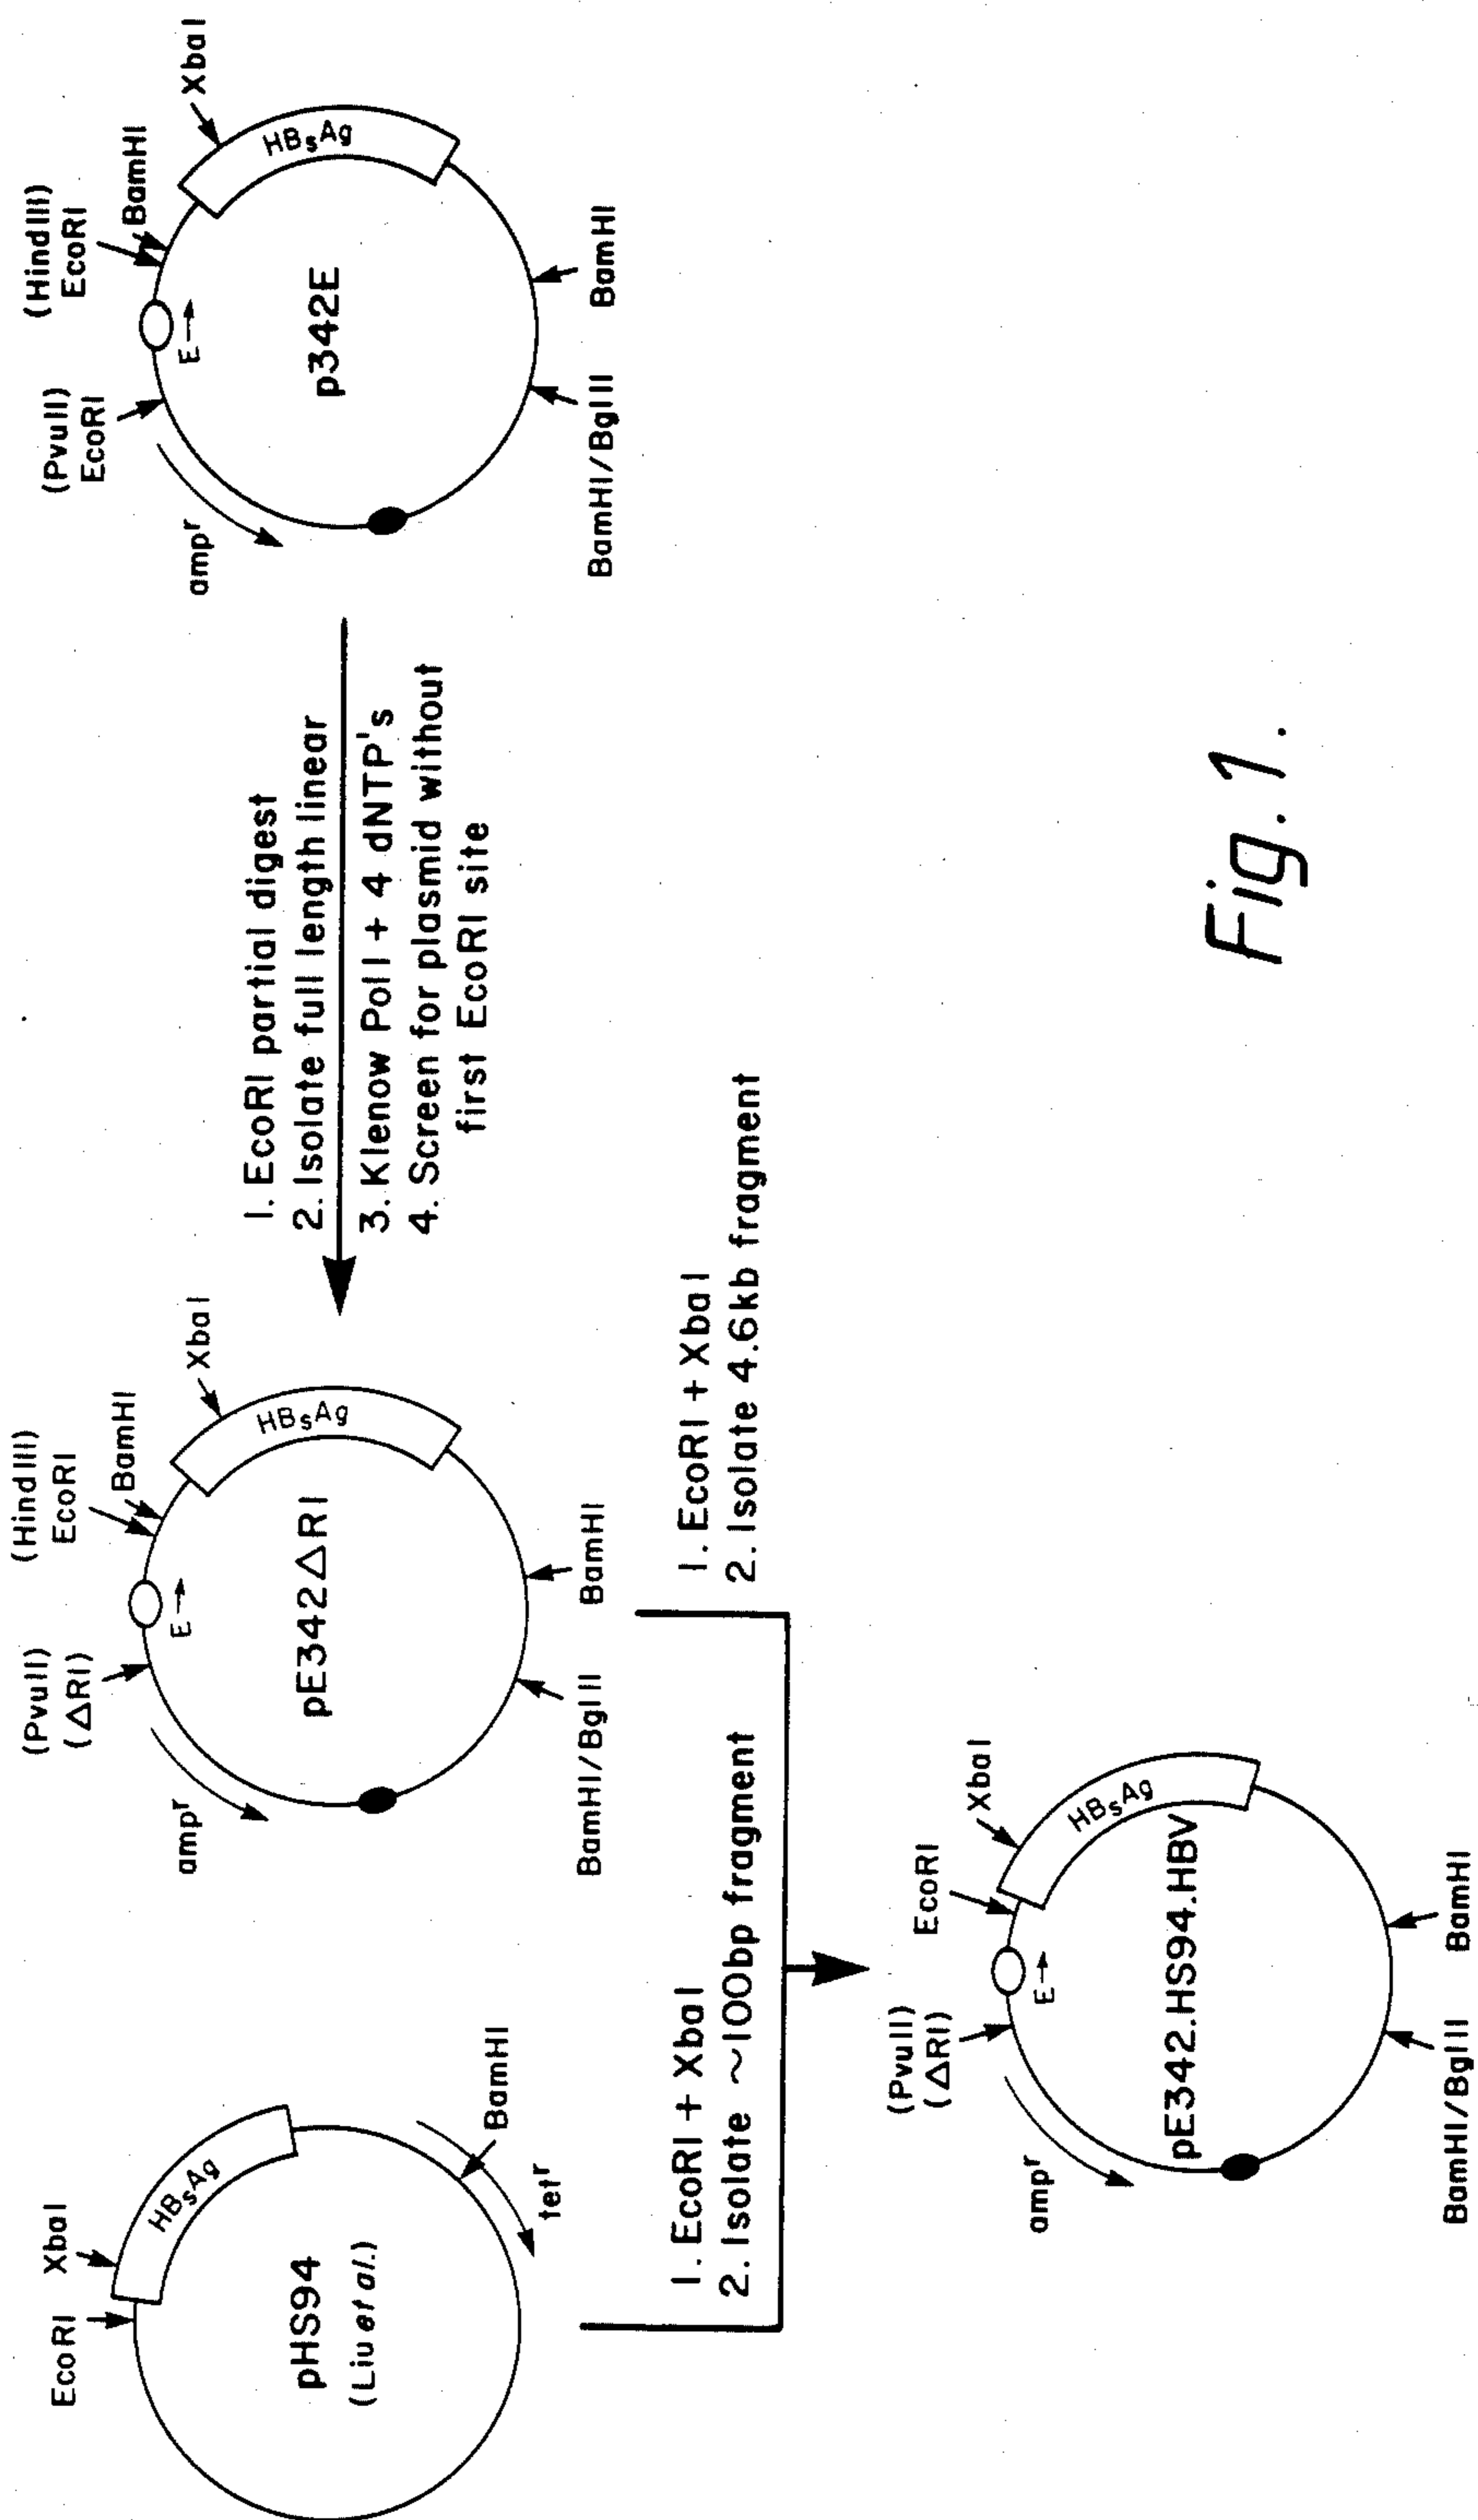 EcoRI
XbaI
HBsAg
pHS94
(Liu et al.)
BamHI
tetr
(PvuII)
(ΔRI)
(HindIII)
EcoRI
BamHI
XbaI
ampr
E
HBsAg
pE342ΔRI
BamHI/BglII
BamHI
1. EcoRI partial digest
2. Isolate full length linear
3. Klenow PolI + 4 dNTP's
4. Screen for plasmid without
first EcoRI site
(PvuII)
EcoRI
(HindIII)
EcoRI
BamHI
XbaI
ampr
E
HBsAg
p342E
BamHI/BglII
BamHI
1. EcoRI + XbaI
2. Isolate ~100bp fragment
1. EcoRI + XbaI
2. Isolate 4.6kb fragment
(PvuII)
(ΔRI)
EcoRI
XbaI
ampr
E
HBsAg
pE342.HS94.HBV
BamHI/BglII
BamHI
Fig. 1.